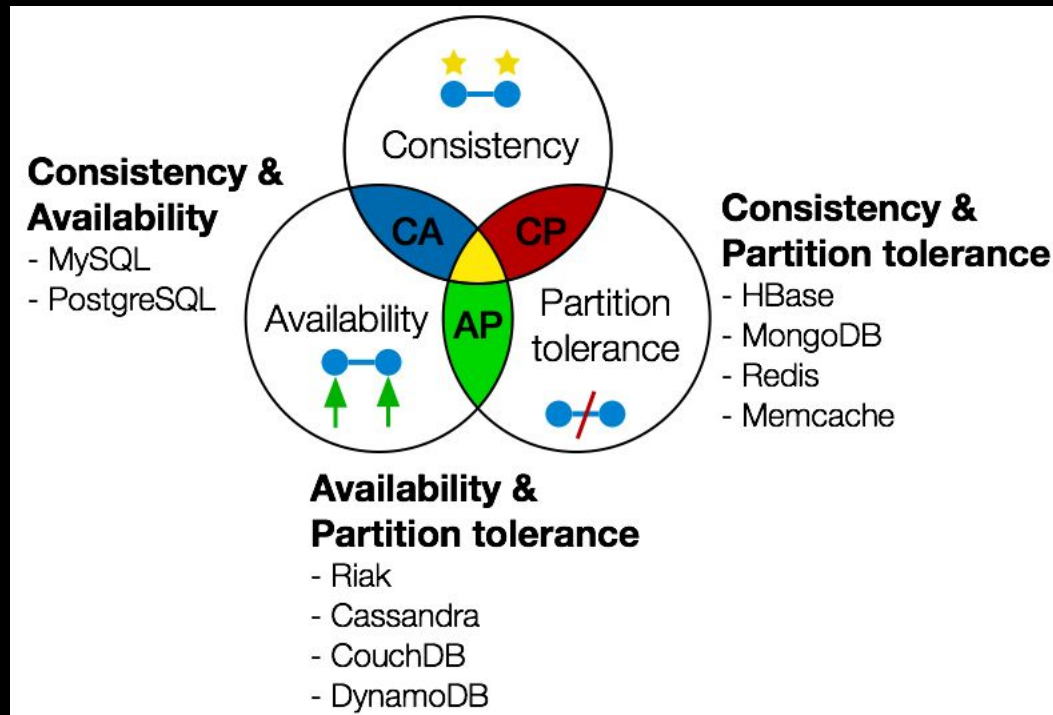 Consistency
Consistency &
Availability
- MySQL
- PostgreSQL
CA
CP
Consistency &
Partition tolerance
- HBase
- MongoDB
- Redis
- Memcache
Availability
AP
Partition
tolerance
Availability &
Partition tolerance
- Riak
- Cassandra
- CouchDB
- DynamoDB